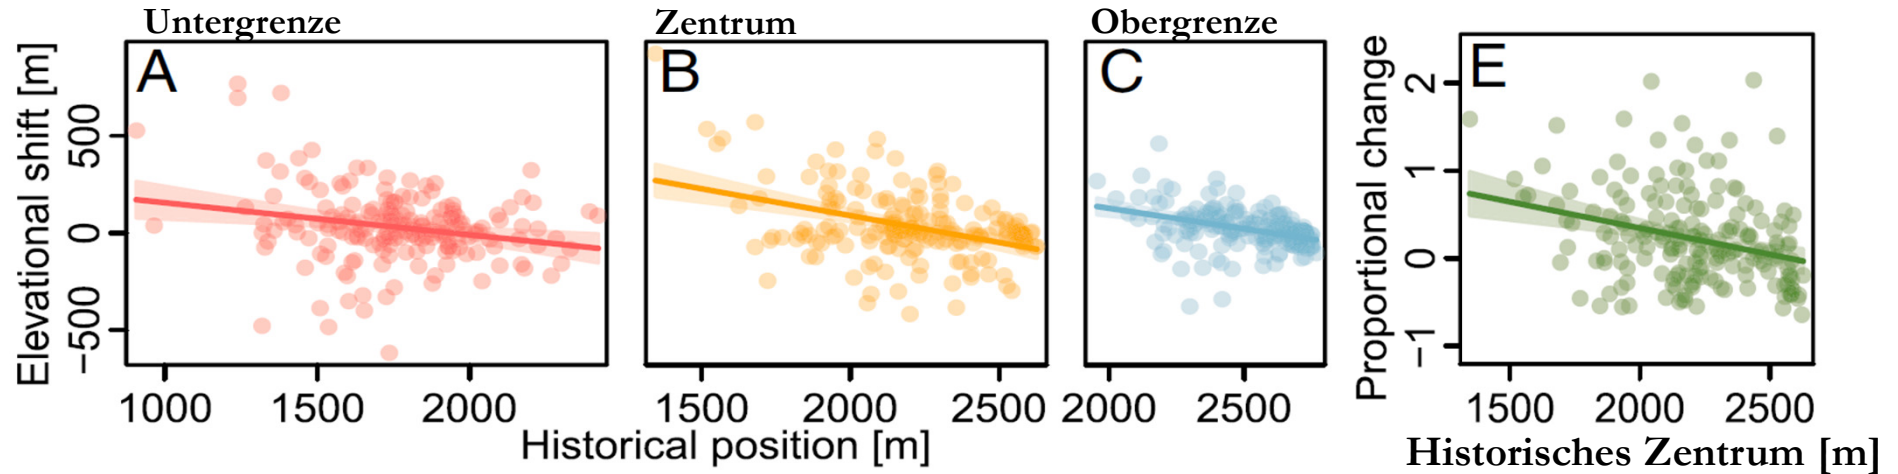 Untergrenze
Zentrum
Obergrenze
A
B
C
E
Elevational shift [m]
500
0
−500
Proportional change
2
1
0
−1
1000 1500 2000
1500 2000 2500
2000 2500
1500 2000 2500
Historical position [m]
Historisches Zentrum [m]